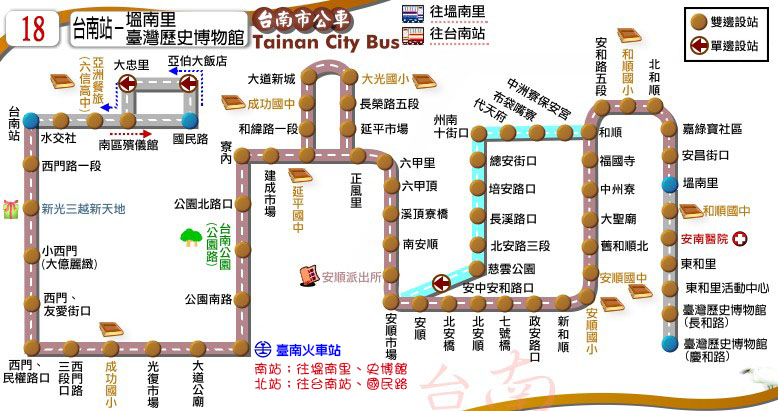 18
台南站－塭南里
臺灣歷史博物館
台南市公車
Tainan City Bus
往塭南里
往台南站
雙邊設站
單邊設站
台南站
水交社
亞洲餐旅
(六信高中)
大忠里
亞伯大飯店
南區殯儀館
國民路
西門路一段
新光三越新天地
小西門
(大億麗緻)
西門、
友愛街口
西門、
民權路口
西門路
三段口
成功國小
光復市場
大道公廟
公園南路
台南公園
(公園路)
公園北路口
寮內
建成市場
延平國中
和緯路一段
成功國中
大道新城
大光國小
長榮路五段
延平市場
正風里
六甲里
六甲頂
溪頂寮橋
南安順
安順派出所
安順市場
安順
北安橋
北安順
七號橋
政安路口
新和順
安順國小
安順國中
舊和順北
大聖廟
中州寮
福國寺
和順
中洲寮保安宮
布袋嘴寮
代天府
州南
十街口
總安街口
培安路口
長溪路口
北安路三段
慈雲公園
安中安和路口
安和路五段
和順國小
北和順
嘉綠寶社區
安昌街口
塭南里
和順國中
安南醫院
東和里
東和里活動中心
臺灣歷史博物館
(長和路)
臺灣歷史博物館
(慶和路)
臺南火車站
南站：往塭南里、史博館
北站：往台南站、國民路
台南